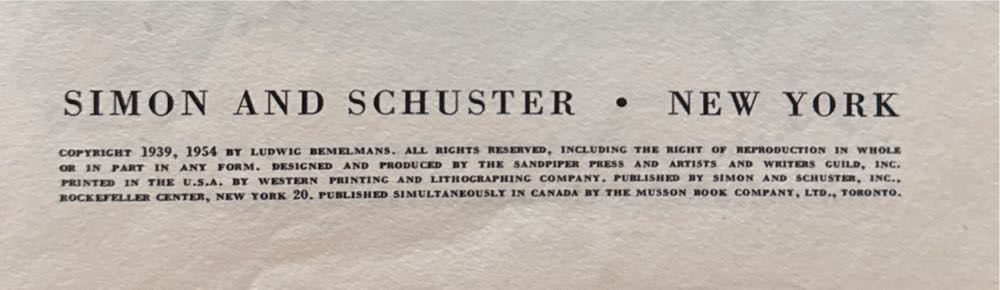 SIMON AND SCHUSTER • NEW YORK
COPYRIGHT 1939, 1954 BY LUDWIG BEMELMANS. ALL RIGHTS RESERVED, INCLUDING THE RIGHT OF REPRODUCTION IN WHOLE
OR IN PART IN ANY FORM. DESIGNED AND PRODUCED BY THE SANDPIPER PRESS AND ARTISTS AND WRITERS GUILD, INC.
PRINTED IN THE U.S.A. BY WESTERN PRINTING AND LITHOGRAPHING COMPANY. PUBLISHED BY SIMON AND SCHUSTER, INC.,
ROCKEFELLER CENTER, NEW YORK 20. PUBLISHED SIMULTANEOUSLY IN CANADA BY THE MUSSON BOOK COMPANY, LTD., TORONTO.